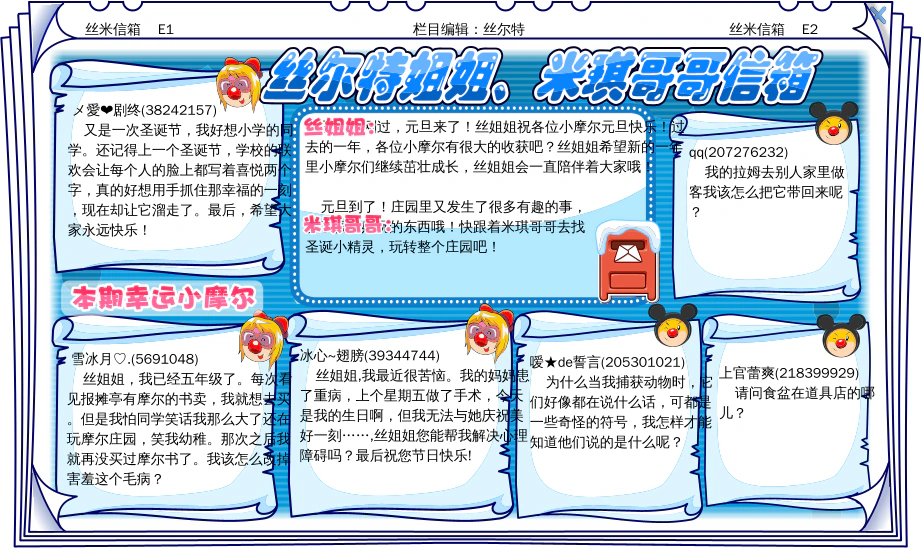 丝米信箱 E1
栏目编辑：丝尔特
丝米信箱 E2
丝尔特姐姐、米琪哥哥信箱
メ愛❤剧终(38242157)
又是一次圣诞节，我好想小学的同
学。还记得上一个圣诞节，学校的联
欢会让每个人的脸上都写着喜悦两个
字，真的好想用手抓住那幸福的一刻
，现在却让它溜走了。最后，希望大
家永远快乐！
丝姐姐:
到过，元旦来了！丝姐姐祝各位小摩尔元旦快乐！过
去的一年，各位小摩尔有很大的收获吧？丝姐姐希望新的一年
里小摩尔们继续茁壮成长，丝姐姐会一直陪伴着大家哦
元旦到了！庄园里又发生了很多有趣的事，
米琪哥哥:
的东西哦！快跟着米琪哥哥去找
圣诞小精灵，玩转整个庄园吧！
qq(207276232)
我的拉姆去别人家里做
客我该怎么把它带回来呢
？
本期幸运小摩尔
雪冰月♡.(5691048)
丝姐姐，我已经五年级了。每次看
见报摊亭有摩尔的书卖，我就想去买
。但是我怕同学笑话我那么大了还在
玩摩尔庄园，笑我幼稚。那次之后我
就再没买过摩尔书了。我该怎么改掉
害羞这个毛病？
冰心~翅膀(39344744)
丝姐姐,我最近很苦恼。我的妈妈患
了重病，上个星期五做了手术，今天
是我的生日啊，但我无法与她庆祝美
好一刻……,丝姐姐您能帮我解决心理
障碍吗？最后祝您节日快乐!
嗳★de誓言(205301021)
为什么当我捕获动物时，它
们好像都在说什么话，可都是
一些奇怪的符号，我怎样才能
知道他们说的是什么呢？
上官蕾爽(218399929)
请问食盆在道具店的哪
儿？